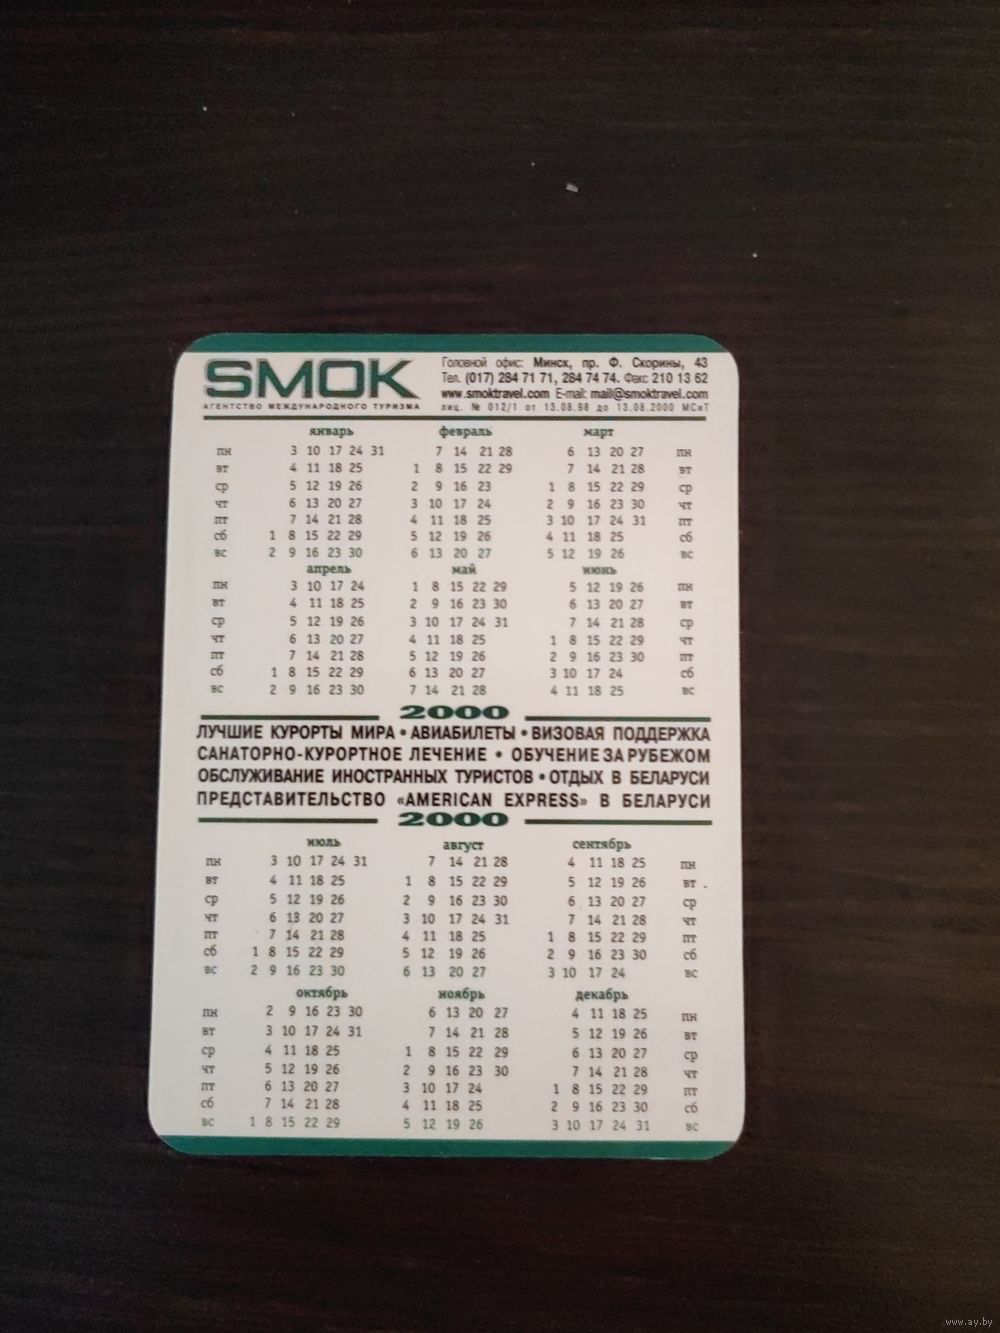 SMOK
АГЕНТСТВО МЕЖДУНАРОДНОГО ТУРИЗМА
Головной офис: Минск, пр. Ф. Скорины, 43
Тел. (017) 284 71 71, 284 74 74. Факс 210 13 62
www.smoktravel.com E-mail: mail@smoktravel.com
лиц. № 012/1 от 13.08.98 до 13.08.2000 МСиТ
январь февраль март
пн 3 10 17 24 31 7 14 21 28 6 13 20 27 пн
вт 4 11 18 25 1 8 15 22 29 7 14 21 28 вт
ср 5 12 19 26 2 9 16 23 1 8 15 22 29 ср
чт 6 13 20 27 3 10 17 24 2 9 16 23 30 чт
пт 7 14 21 28 4 11 18 25 3 10 17 24 31 пт
сб 1 8 15 22 29 5 12 19 26 4 11 18 25 сб
вс 2 9 16 23 30 6 13 20 27 5 12 19 26 вс
апрель май июнь
пн 3 10 17 24 1 8 15 22 29 5 12 19 26 пн
вт 4 11 18 25 2 9 16 23 30 6 13 20 27 вт
ср 5 12 19 26 3 10 17 24 31 7 14 21 28 ср
чт 6 13 20 27 4 11 18 25 1 8 15 22 29 чт
пт 7 14 21 28 5 12 19 26 2 9 16 23 30 пт
сб 1 8 15 22 29 6 13 20 27 3 10 17 24 сб
вс 2 9 16 23 30 7 14 21 28 4 11 18 25 вс
2000
ЛУЧШИЕ КУРОРТЫ МИРА • АВИАБИЛЕТЫ • ВИЗОВАЯ ПОДДЕРЖКА
САНАТОРНО-КУРОРТНОЕ ЛЕЧЕНИЕ • ОБУЧЕНИЕ ЗА РУБЕЖОМ
ОБСЛУЖИВАНИЕ ИНОСТРАННЫХ ТУРИСТОВ • ОТДЫХ В БЕЛАРУСИ
ПРЕДСТАВИТЕЛЬСТВО «AMERICAN EXPRESS» В БЕЛАРУСИ
2000
июль август сентябрь
пн 3 10 17 24 31 7 14 21 28 4 11 18 25 пн
вт 4 11 18 25 1 8 15 22 29 5 12 19 26 вт
ср 5 12 19 26 2 9 16 23 30 6 13 20 27 ср
чт 6 13 20 27 3 10 17 24 31 7 14 21 28 чт
пт 7 14 21 28 4 11 18 25 1 8 15 22 29 пт
сб 1 8 15 22 29 5 12 19 26 2 9 16 23 30 сб
вс 2 9 16 23 30 6 13 20 27 3 10 17 24 вс
октябрь ноябрь декабрь
пн 2 9 16 23 30 6 13 20 27 4 11 18 25 пн
вт 3 10 17 24 31 7 14 21 28 5 12 19 26 вт
ср 4 11 18 25 1 8 15 22 29 6 13 20 27 ср
чт 5 12 19 26 2 9 16 23 30 7 14 21 28 чт
пт 6 13 20 27 3 10 17 24 1 8 15 22 29 пт
сб 7 14 21 28 4 11 18 25 2 9 16 23 30 сб
вс 1 8 15 22 29 5 12 19 26 3 10 17 24 31 вс
www.ay.by